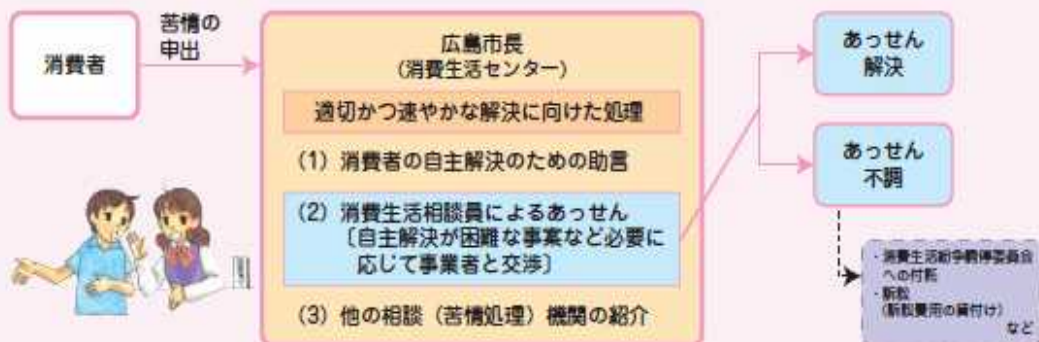 消費者
苦情の
申出
広島市長
(消費生活センター)
適切かつ速やかな解決に向けた処理
(1) 消費者の自主解決のための助言
(2) 消費生活相談員によるあっせん
〔自主解決が困難な事案など必要に
応じて事業者と交渉〕
(3) 他の相談(苦情処理)機関の紹介
あっせん
解決
あっせん
不調
・消費生活紛争調停委員会
への付託
・訴訟
(訴訟費用の貸付け)
など